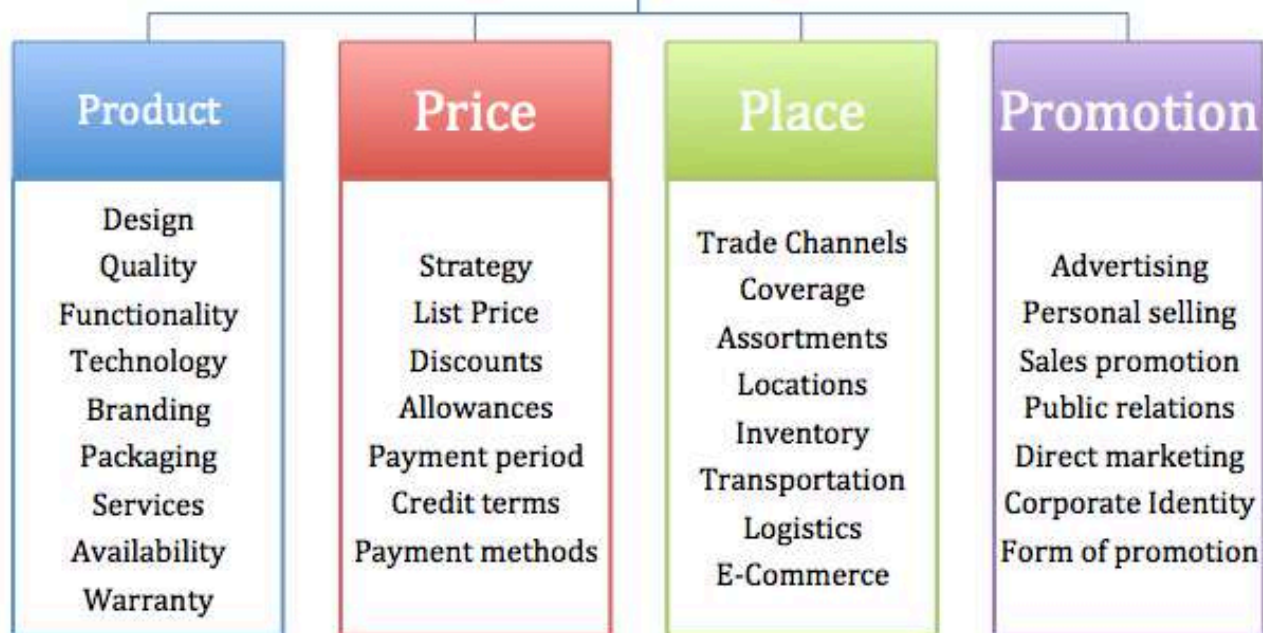 Product
Design
Quality
Functionality
Technology
Branding
Packaging
Services
Availability
Warranty
Price
Strategy
List Price
Discounts
Allowances
Payment period
Credit terms
Payment methods
Place
Trade Channels
Coverage
Assortments
Locations
Inventory
Transportation
Logistics
E-Commerce
Promotion
Advertising
Personal selling
Sales promotion
Public relations
Direct marketing
Corporate Identity
Form of promotion